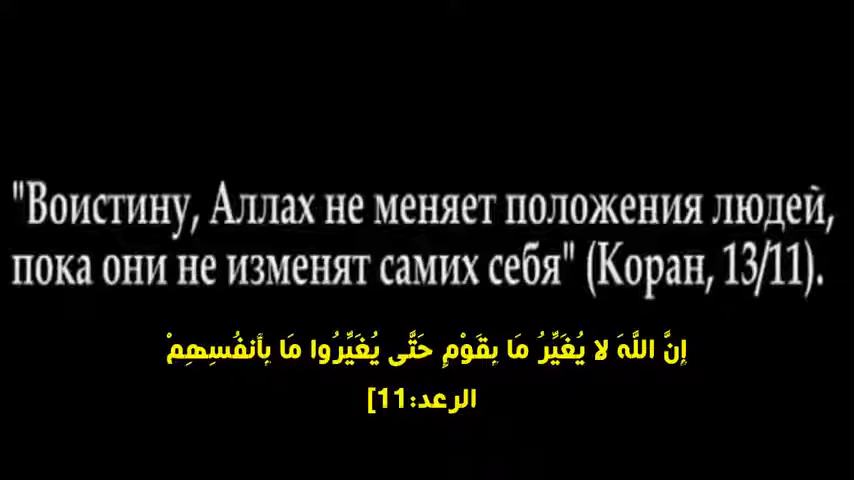 "Воистину, Аллах не меняет положения людей,
пока они не изменят самих себя" (Коран, 13/11).
إِنَّ اللَّهَ لا يُغَيِّرُ مَا بِقَوْمٍ حَتَّى يُغَيِّرُوا مَا بِأَنفُسِهِمْ
الرعد:11]